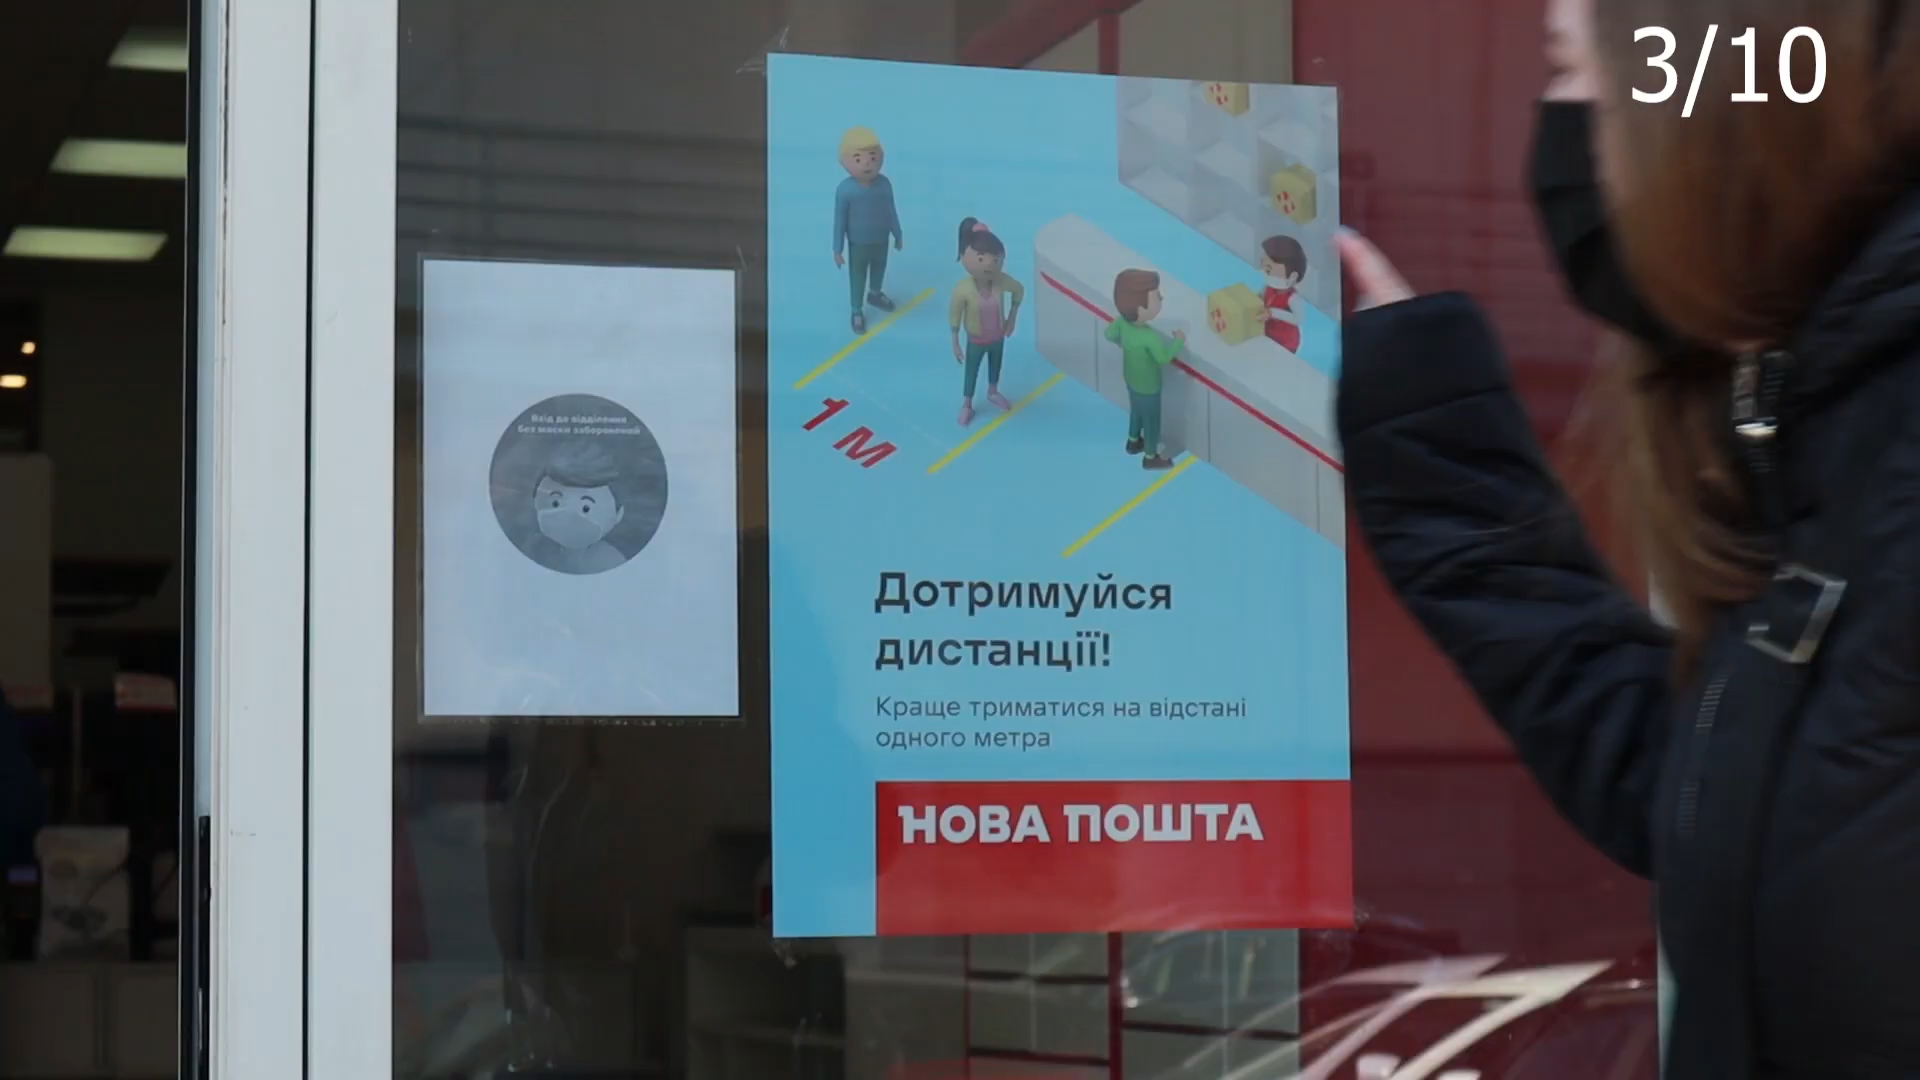 3/10
Вхід до відділення
без маски заборонений
1 М
Дотримуйся
дистанції!
Краще триматися на відстані
одного метра
НОВА ПОШТА